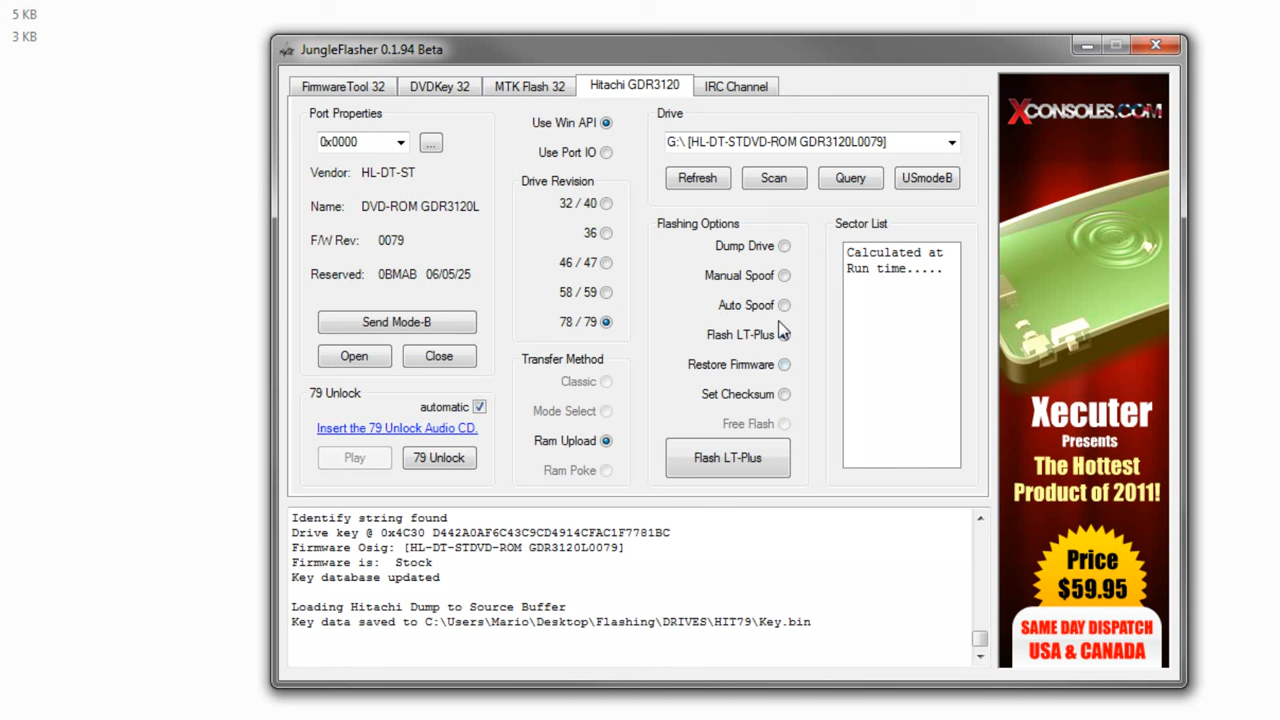 5 KB
3 KB
JungleFlasher 0.1.94 Beta
FirmwareTool 32
DVDKey 32
MTK Flash 32
Hitachi GDR3120
IRC Channel
Port Properties
0x0000
...
Vendor: HL-DT-ST
Name: DVD-ROM GDR3120L
F/W Rev: 0079
Reserved: 0BMAB 06/05/25
Send Mode-B
Open
Close
79 Unlock
automatic
Insert the 79 Unlock Audio CD.
Play
79 Unlock
Use Win API
Use Port IO
Drive Revision
32 / 40
36
46 / 47
58 / 59
78 / 79
Transfer Method
Classic
Mode Select
Ram Upload
Ram Poke
Drive
G:\ [HL-DT-STDVD-ROM GDR3120L0079]
Refresh
Scan
Query
USmodeB
Flashing Options
Dump Drive
Manual Spoof
Auto Spoof
Flash LT-Plus
Restore Firmware
Set Checksum
Free Flash
Flash LT-Plus
Sector List
Calculated at
Run time.....
Identify string found
Drive key @ 0x4C30 D442A0AF6C43C9CD4914CFAC1F7781BC
Firmware Osig: [HL-DT-STDVD-ROM GDR3120L0079]
Firmware is: Stock
Key database updated
Loading Hitachi Dump to Source Buffer
Key data saved to C:\Users\Mario\Desktop\Flashing\DRIVES\HIT79\Key.bin
XCONSOLES.COM
Xecuter
Presents
The Hottest
Product of 2011!
Price
$59.95
SAME DAY DISPATCH
USA & CANADA